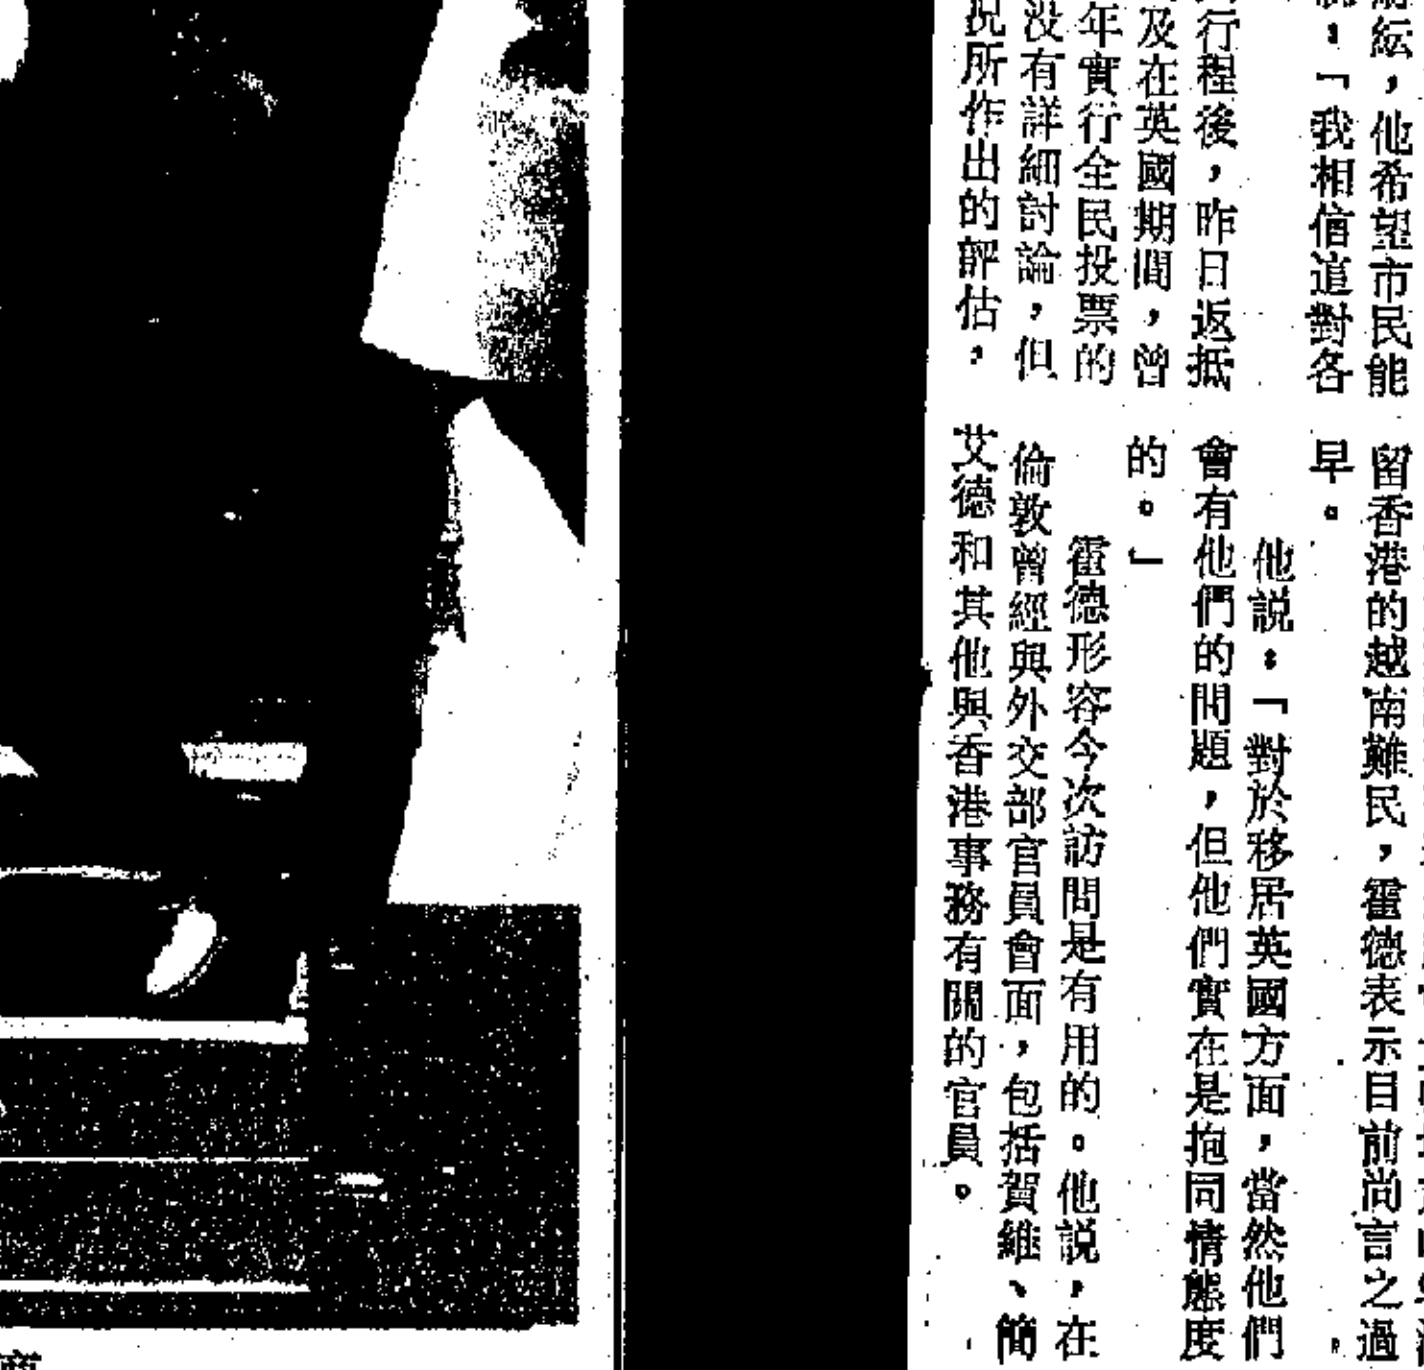 紜，他希望市民能
：「我相信這對各
行程後，昨日返抵
及在英國期間，曾
年實行全民投票的
没有詳細討論，但
況所作出的評估，
留香港的越南難民，霍德表示目前尚言之過
早。
他説：「對於移居英國方面，當然他們
會有他們的問題，但他們實在是抱同情態度
的。」
霍德形容今次訪問是有用的。他説，在
倫敦曾經與外交部官員會面，包括賀維、簡
艾德和其他與香港事務有關的官員。